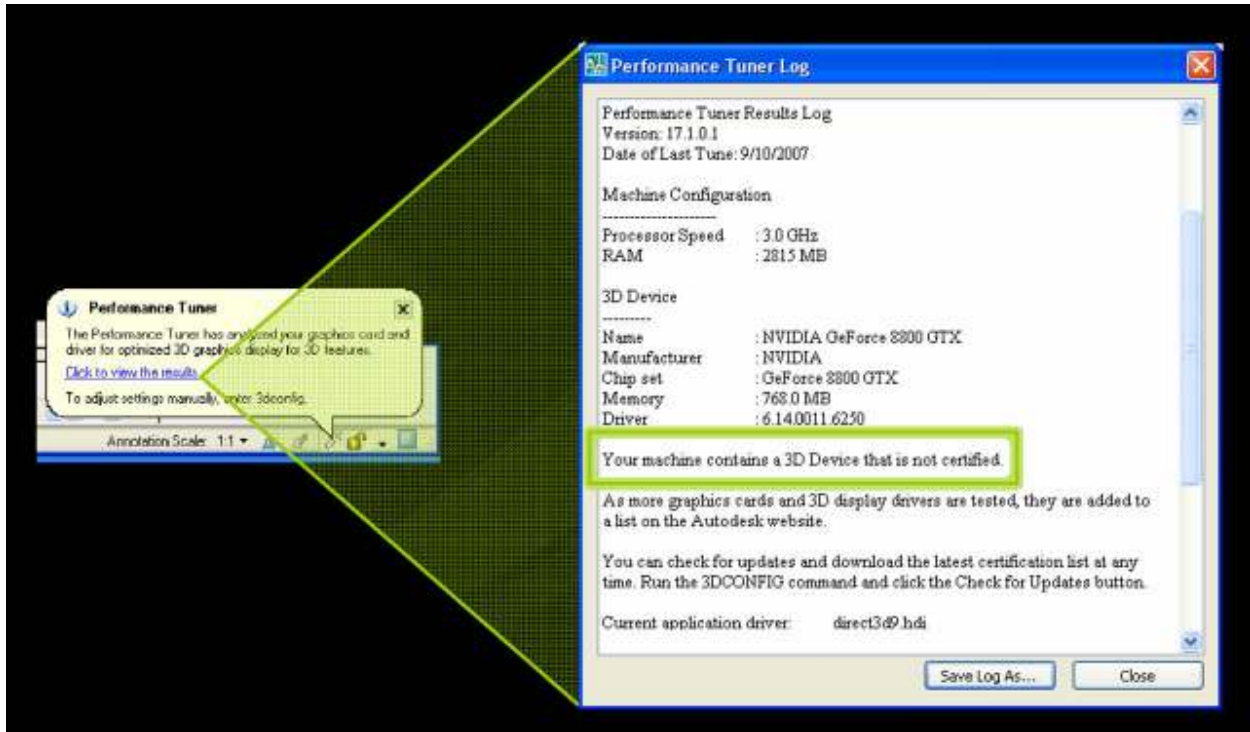 Performance Tuner
The Performance Tuner has analyzed your graphics card and
driver for optimized 3D graphics display for 3D features.
Click to view the results.
To adjust settings manually, enter 3dconfig.
Annotation Scale: 1:1
Performance Tuner Log
Performance Tuner Results Log
Version: 17.1.0.1
Date of Last Tune: 9/10/2007
Machine Configuration
----------------------
Processor Speed : 3.0 GHz
RAM : 2815 MB
3D Device
---------
Name : NVIDIA GeForce 8800 GTX
Manufacturer : NVIDIA
Chip set : GeForce 8800 GTX
Memory : 768.0 MB
Driver : 6.14.0011.6250
Your machine contains a 3D Device that is not certified.
As more graphics cards and 3D display drivers are tested, they are added to
a list on the Autodesk website.
You can check for updates and download the latest certification list at any
time. Run the 3DCONFIG command and click the Check for Updates button.
Current application driver: direct3d9.hdi
Save Log As...
Close